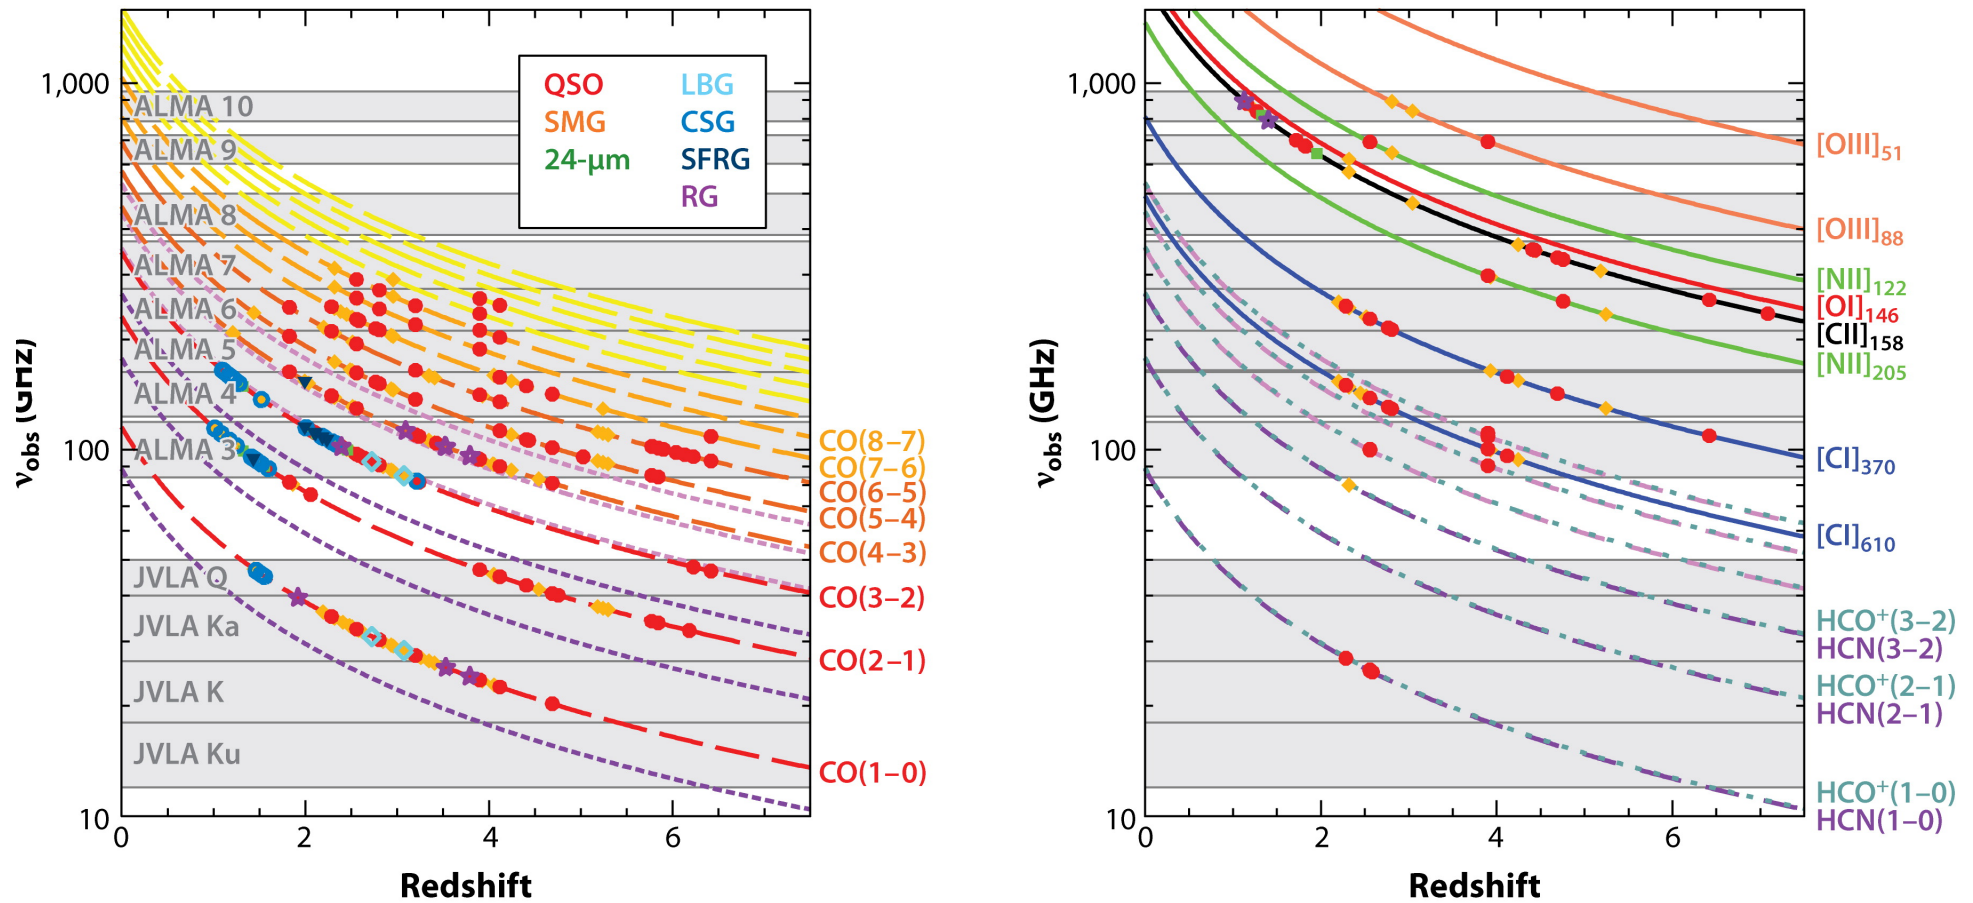 1,000
100
10
ν_obs (GHz)
ALMA 10
ALMA 9
ALMA 8
ALMA 7
ALMA 6
ALMA 5
ALMA 4
ALMA 3
JVLA Q
JVLA Ka
JVLA K
JVLA Ku
QSO LBG
SMG CSG
24-μm SFRG
RG
CO(8–7)
CO(7–6)
CO(6–5)
CO(5–4)
CO(4–3)
CO(3–2)
CO(2–1)
CO(1–0)
0 2 4 6
Redshift
1,000
100
10
ν_obs (GHz)
[OIII]51
[OIII]88
[NII]122
[OI]146
[CII]158
[NII]205
[CI]370
[CI]610
HCO⁺(3–2)
HCN(3–2)
HCO⁺(2–1)
HCN(2–1)
HCO⁺(1–0)
HCN(1–0)
0 2 4 6
Redshift